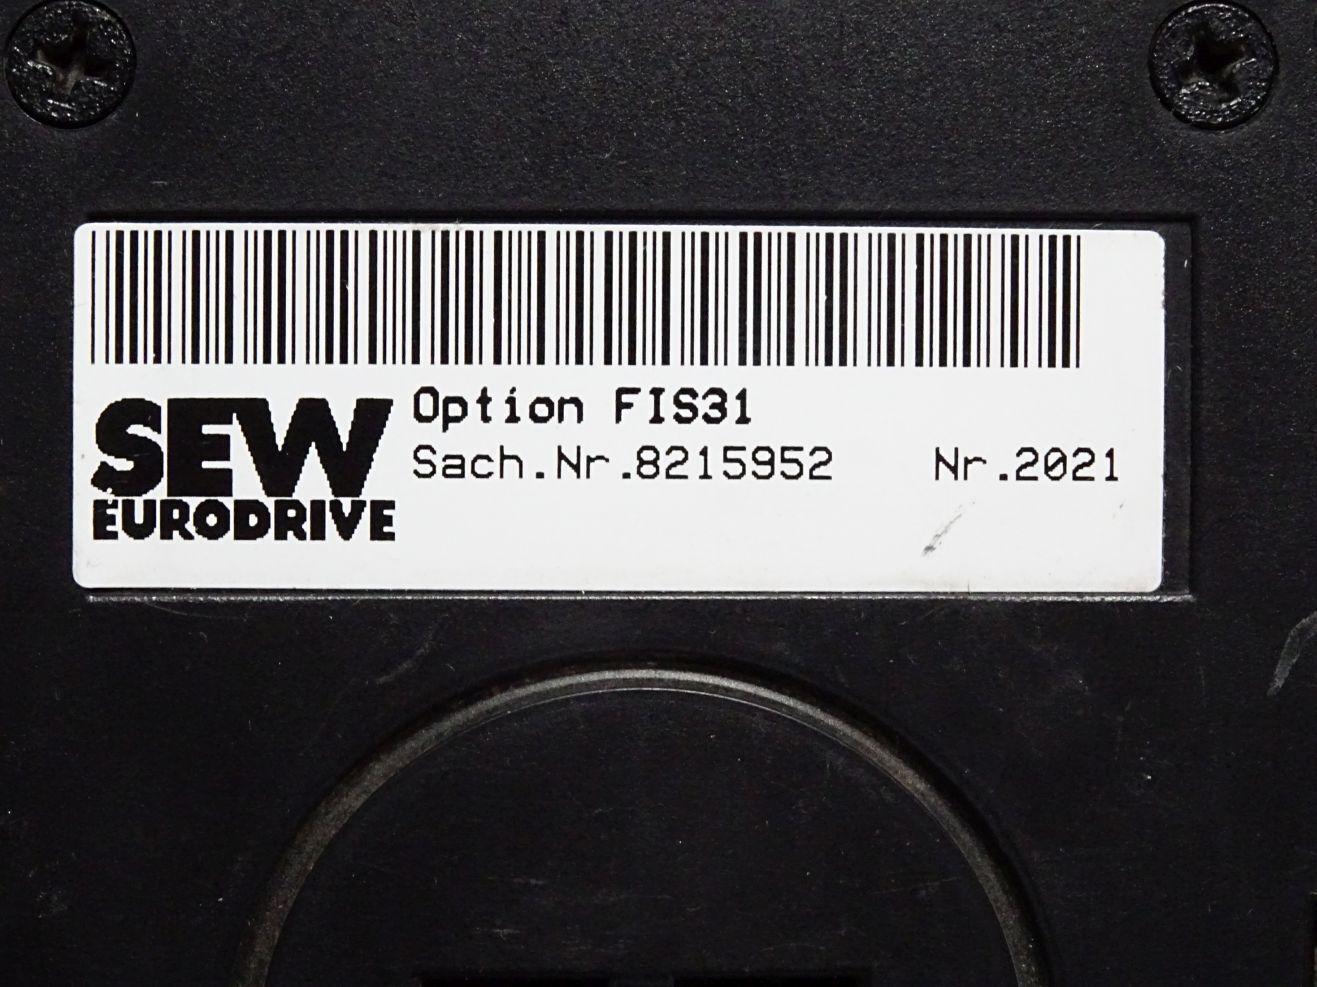 SEW
EURODRIVE
Option FIS31
Sach.Nr.8215952 Nr.2021